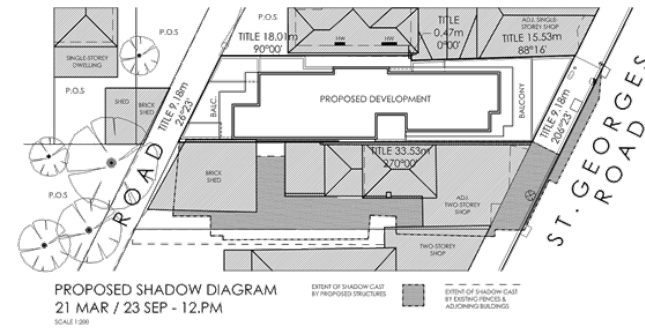 P.O.S
P.O.S
TITLE 18.01m
90°00'
HW
HW
TITLE
0.47m
0°00'
ADJ. SINGLE-
STOREY SHOP
TITLE 15.53m
88°16'
SINGLE-STOREY
DWELLING
P.O.S
SHED
BRICK
SHED
TITLE 9.18m
26°23'
BALC.
PROPOSED DEVELOPMENT
BALCONY
TITLE 9.18m
206°23'
ST. GEORGES
ROAD
ROAD
TITLE 33.53m
270°00'
BRICK
SHED
ADJ.
TWO-STOREY
SHOP
P.O.S
P.O.S
TWO-STOREY
SHOP
PROPOSED SHADOW DIAGRAM
21 MAR / 23 SEP - 12.PM
SCALE 1:200
EXTENT OF SHADOW CAST
BY PROPOSED STRUCTURES
EXTENT OF SHADOW CAST
BY EXISTING FENCES &
ADJOINING BUILDINGS